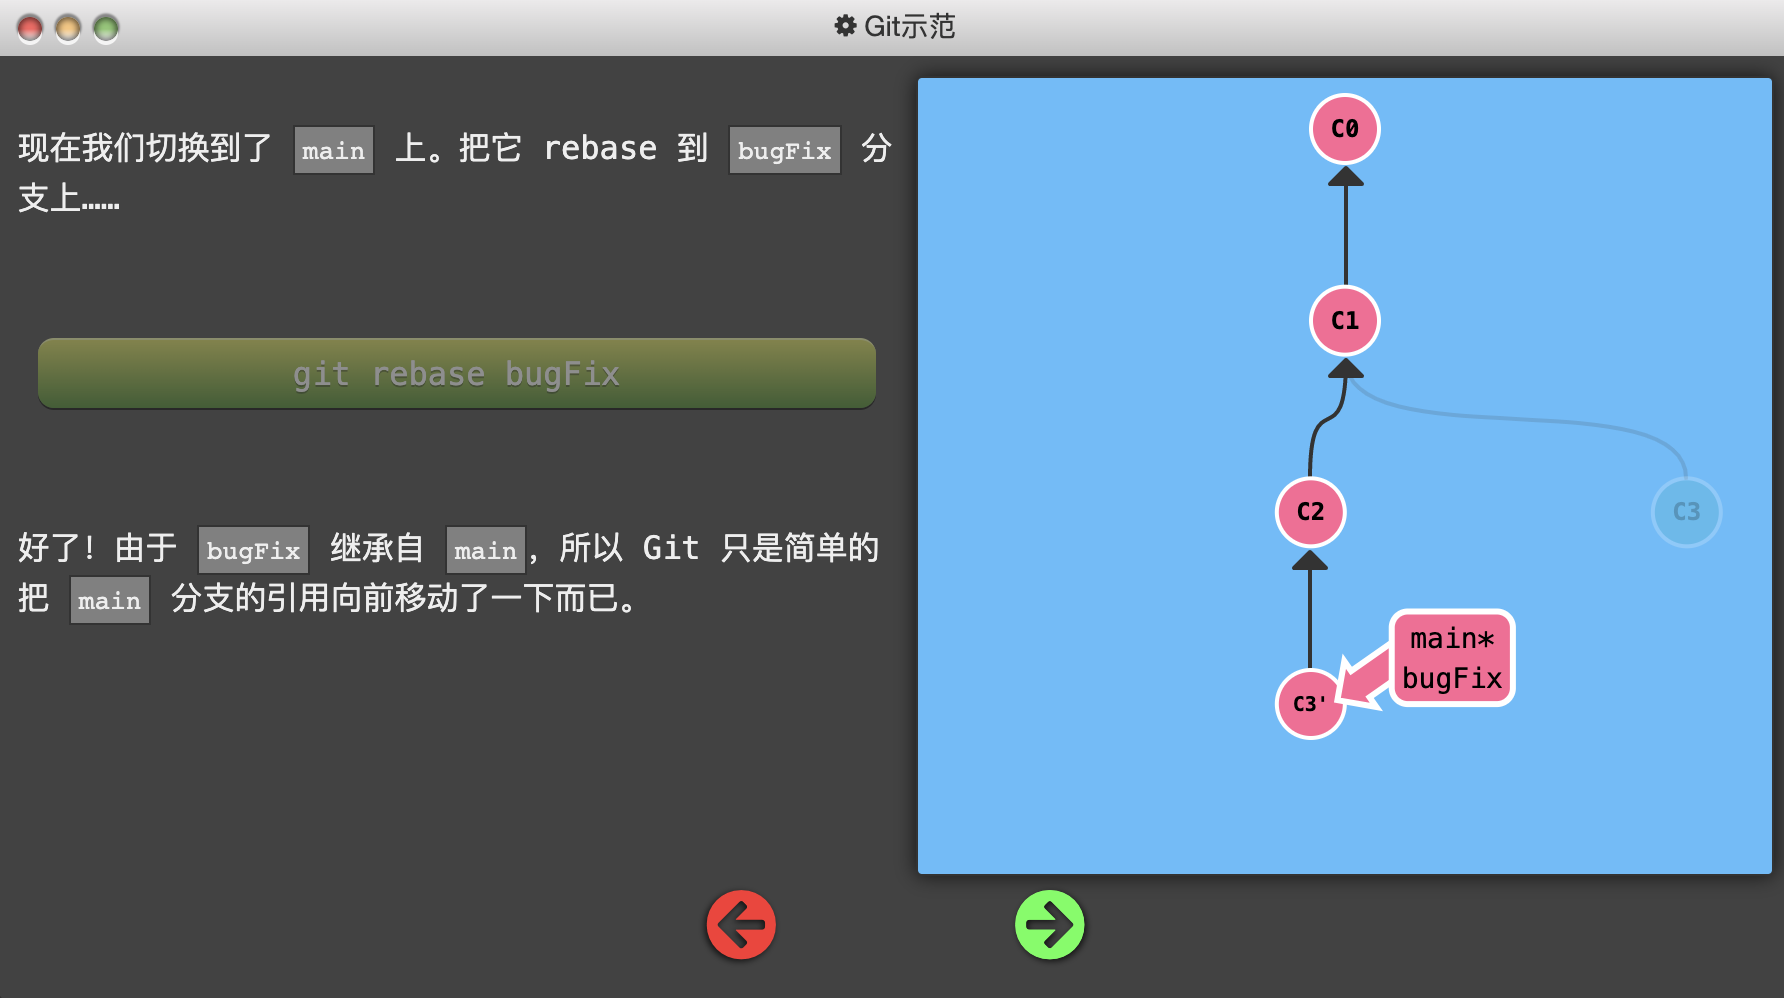 Git示范
现在我们切换到了 main 上。把它 rebase 到 bugFix 分
支上……
git rebase bugFix
好了！由于 bugFix 继承自 main，所以 Git 只是简单的
把 main 分支的引用向前移动了一下而已。
C0
C1
C2
C3
C3'
main*
bugFix